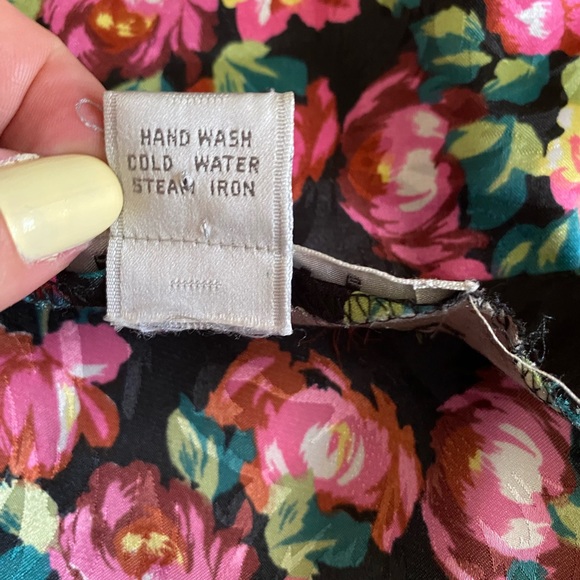 HAND WASH
COLD WATER
STEAM IRON